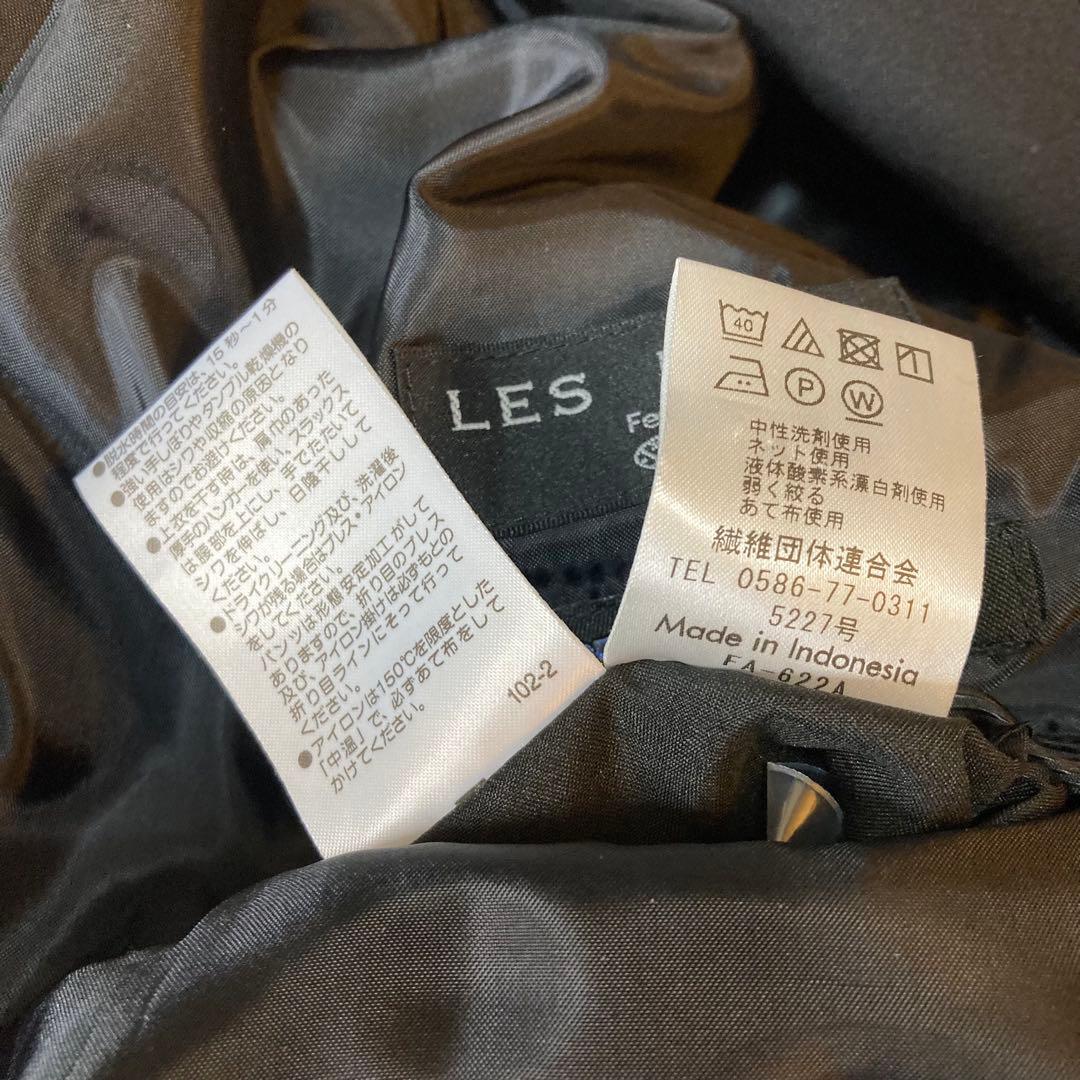 ●脱水時間の目安は、15秒～1分
程度で行ってください。
●強い手しぼりやタンブル乾燥機の
使用はシワや収縮の原因となり
ますのでお避けください。
●上衣を干す時は、肩巾のあった
厚手のハンガーを使い、スラックス
は腰部を上にし、手でたたいて
シワを伸ばし、日陰干しして
ください。
●ドライクリーニング及び、洗濯後
シワが残る場合はプレス・アイロン
をしてください。
パンツは形態安定加工がして
ありますので、折り目のプレス
及び、アイロン掛けは必ずもとの
折り目ラインにそって行って
ください。
●アイロンは150℃を限度とした
「中温」で、必ずあて布をして
かけてください。
102-2
LES
Fe
40
P
W
中性洗剤使用
ネット使用
液体酸素系漂白剤使用
弱く絞る
あて布使用
繊維団体連合会
TEL 0586-77-0311
5227号
Made in Indonesia
EA-622A